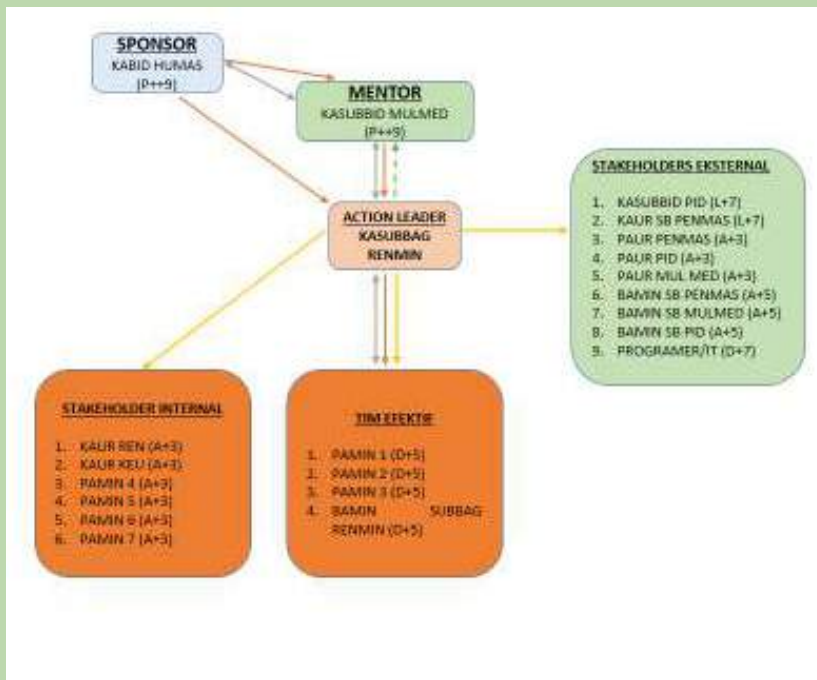 SPONSOR
KABID HUMAS
(P++9)
MENTOR
KASUBBID MULMED
(P++9)
ACTION LEADER
KASUBBAG
RENMIN
STAKEHOLDERS EKSTERNAL
1. KASUBBID PID (L+7)
2. KAUR SB PENMAS (L+7)
3. PAUR PENMAS (A+3)
4. PAUR PID (A+3)
5. PAUR MUL MED (A+3)
6. BAMIN SB PENMAS (A+5)
7. BAMIN SB MULMED (A+5)
8. BAMIN SB PID (A+5)
9. PROGRAMER/IT (D+7)
STAKEHOLDER INTERNAL
1. KAUR REN (A+3)
2. KAUR KEU (A+3)
3. PAMIN 4 (A+3)
4. PAMIN 5 (A+3)
5. PAMIN 6 (A+3)
6. PAMIN 7 (A+3)
TIM EFEKTIF
1. PAMIN 1 (D+5)
2. PAMIN 2 (D+5)
3. PAMIN 3 (D+5)
4. BAMIN SUBBAG
RENMIN (D+5)